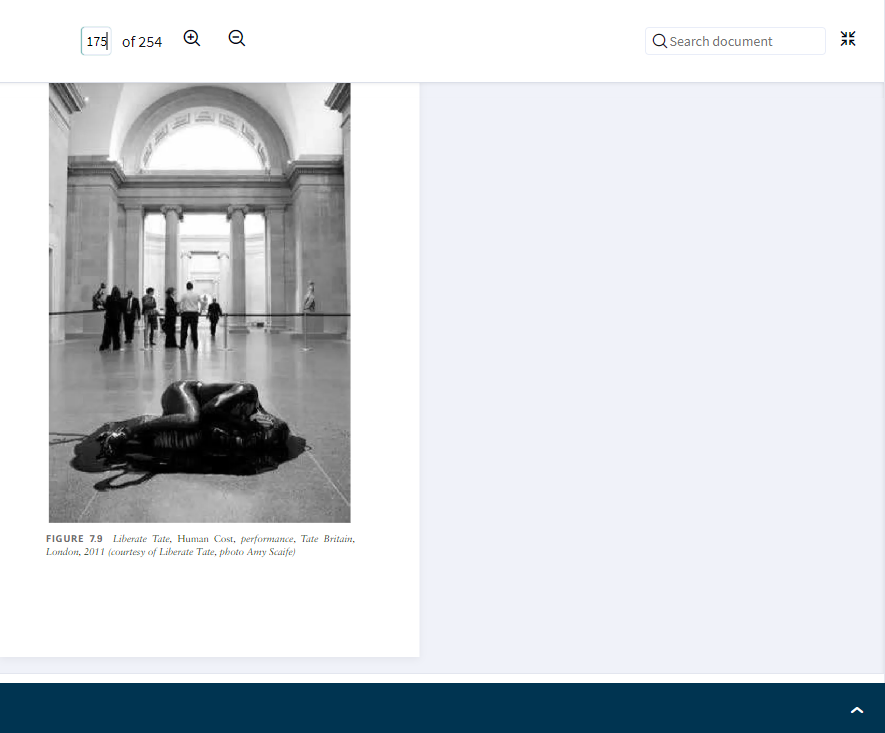 175 of 254
Search document
FIGURE 7.9 Liberate Tate, Human Cost, performance, Tate Britain,
London, 2011 (courtesy of Liberate Tate, photo Amy Scaife)